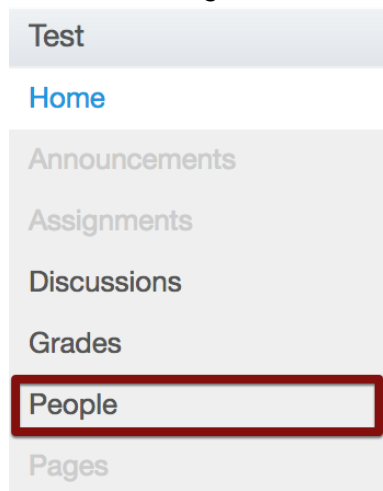 Test
Home
Announcements
Assignments
Discussions
Grades
People
Pages